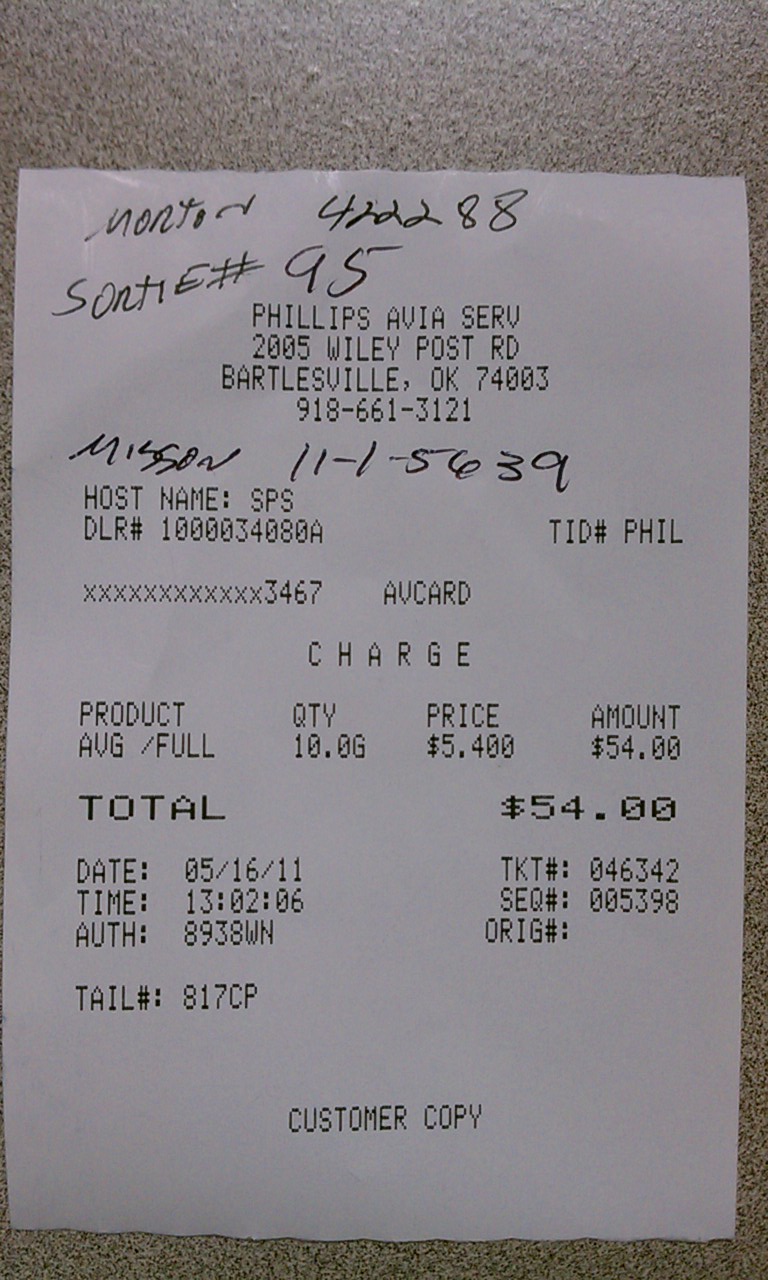 MORTON 422288
SORTIE# 95
PHILLIPS AVIA SERV
2005 WILEY POST RD
BARTLESVILLE, OK 74003
918-661-3121
MISSON 11-1-5639
HOST NAME: SPS
DLR# 1000034080A TID# PHIL
xxxxxxxxxxxx3467 AVCARD
C H A R G E
PRODUCT QTY PRICE AMOUNT
AVG /FULL 10.0G $5.400 $54.00
TOTAL $54.00
DATE: 05/16/11 TKT#: 046342
TIME: 13:02:06 SEQ#: 005398
AUTH: 8938WN ORIG#:
TAIL#: 817CP
CUSTOMER COPY